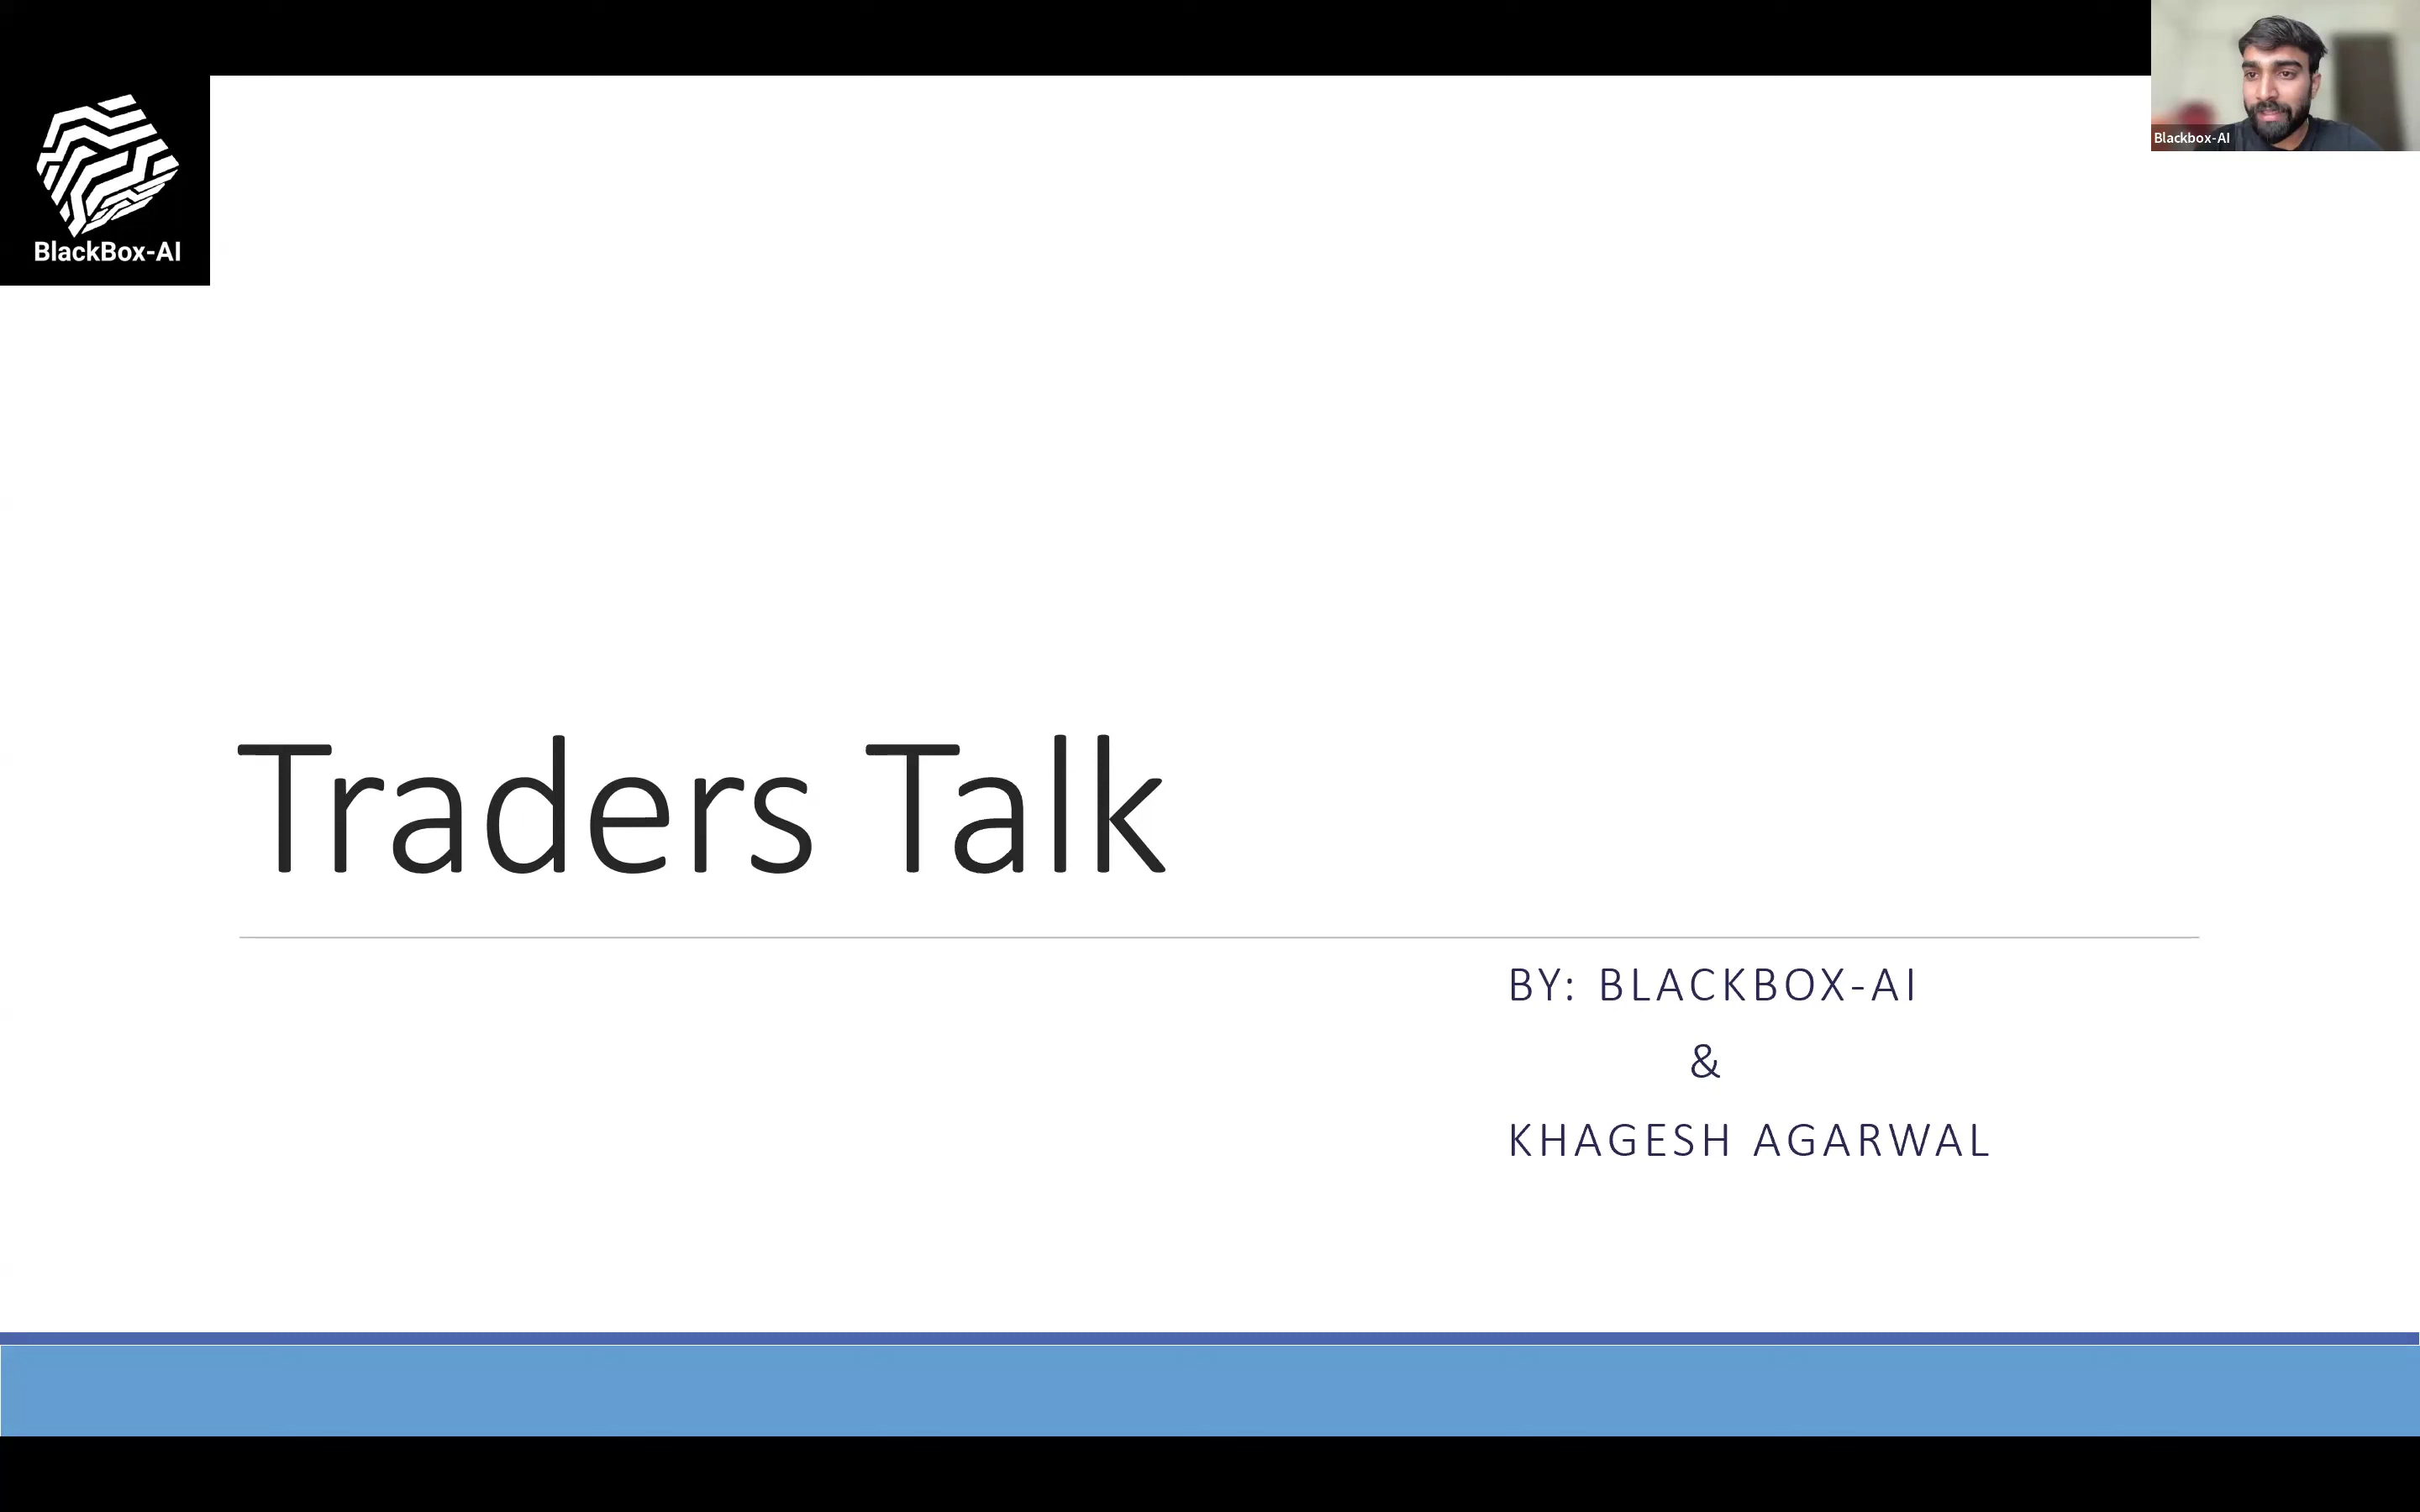 Blackbox-AI
BlackBox-AI
Traders Talk
BY: BLACKBOX-AI
&
KHAGESH AGARWAL